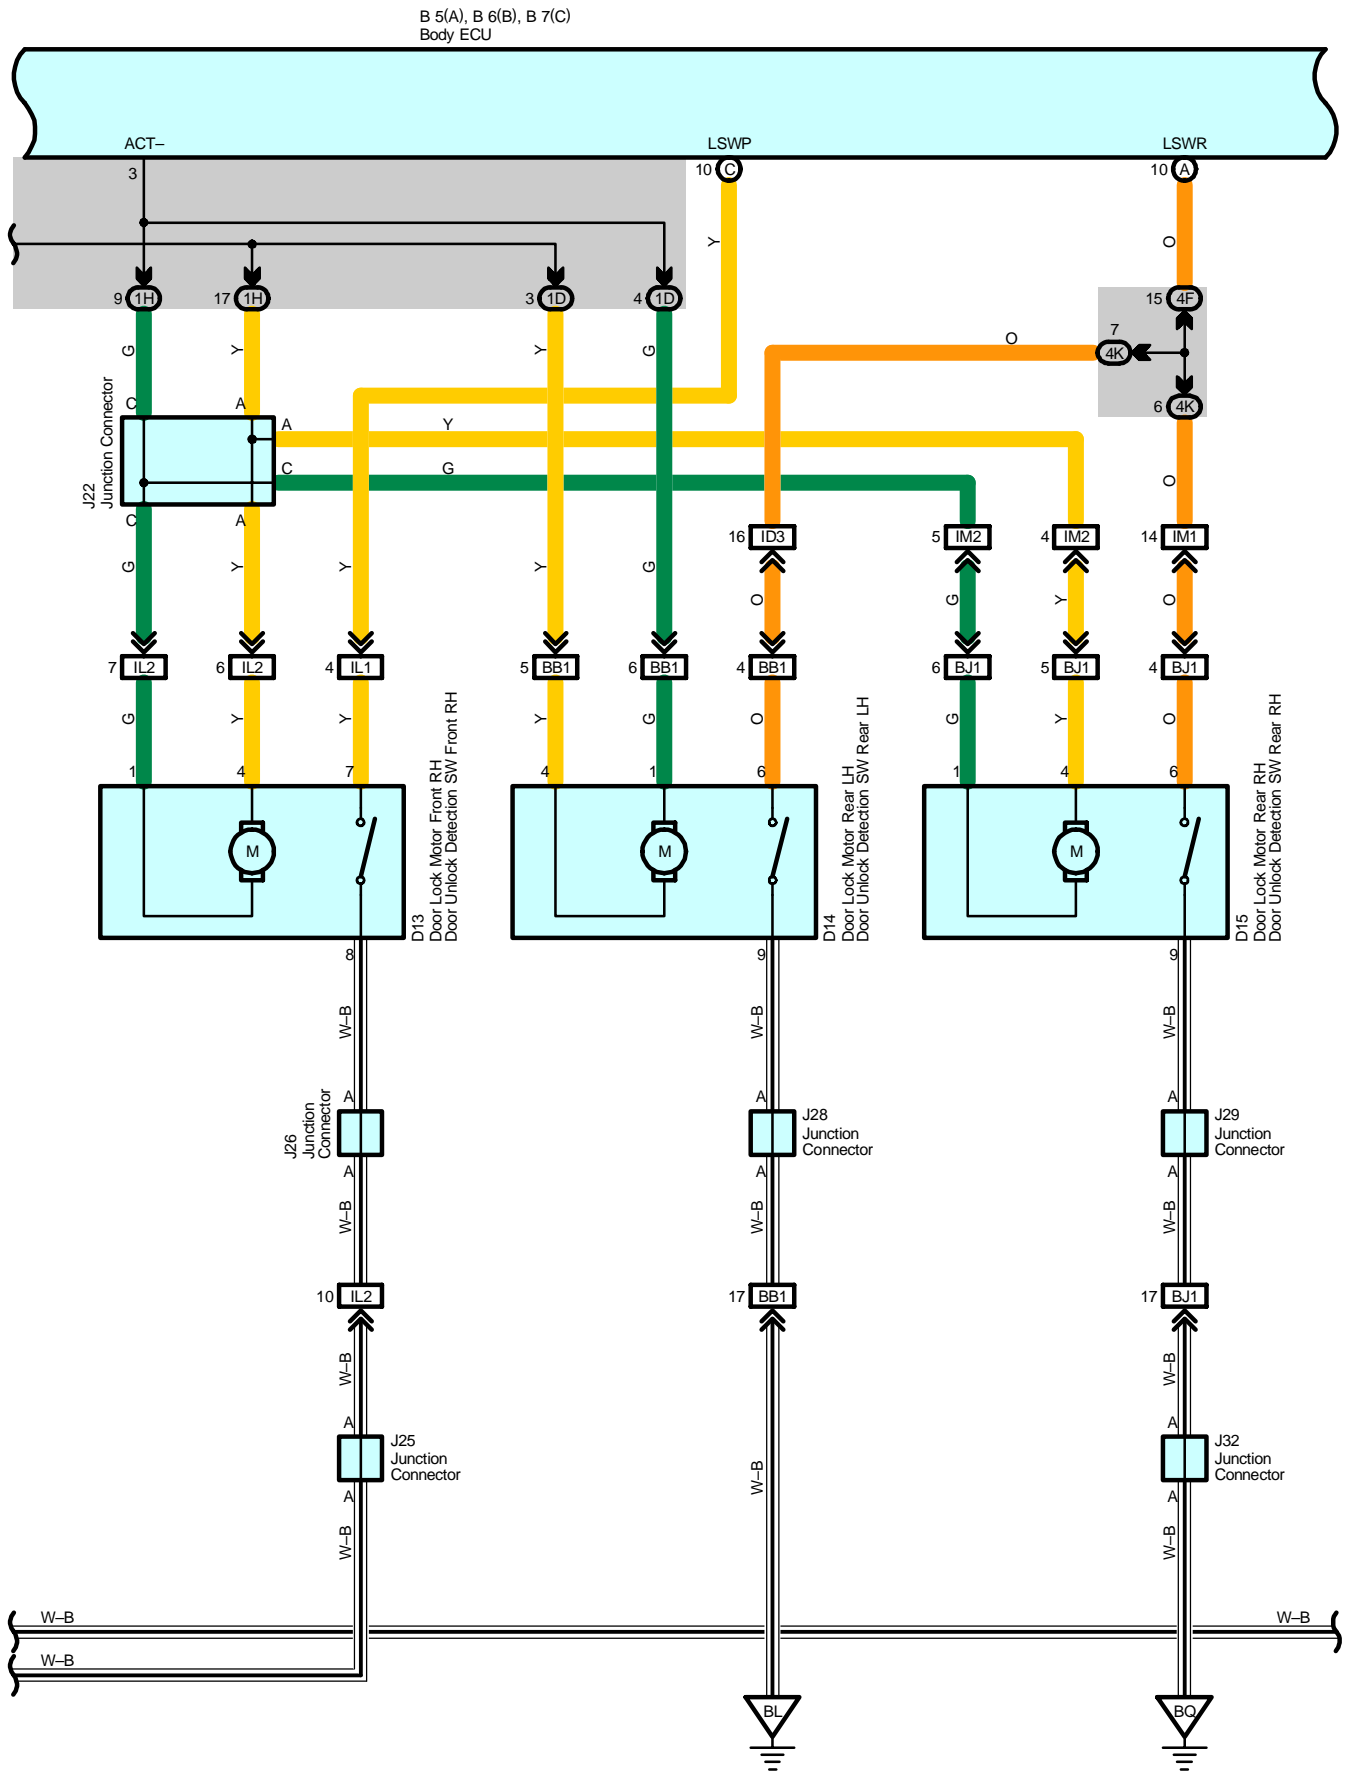 B 5(A), B 6(B), B 7(C)
Body ECU
ACT–
LSWP
LSWR
3
10 C
10 A
Y
O
9 1H
17 1H
3 1D
4 1D
15 4F
7
4K
O
6 4K
G
Y
Y
G
C
A
A
Y
C
G
J22
Junction Connector
C
A
O
16 ID3
5 IM2
4 IM2
14 IM1
G
Y
Y
Y
G
O
G
Y
O
7 IL2
6 IL2
4 IL1
5 BB1
6 BB1
4 BB1
6 BJ1
5 BJ1
4 BJ1
G
Y
Y
Y
G
O
G
Y
O
1
4
7
4
1
6
1
4
6
M
M
M
D13
Door Lock Motor Front RH
Door Unlock Detection SW Front RH
D14
Door Lock Motor Rear LH
Door Unlock Detection SW Rear LH
D15
Door Lock Motor Rear RH
Door Unlock Detection SW Rear RH
8
9
9
W–B
W–B
W–B
A
A
A
J26
Junction
Connector
J28
Junction
Connector
J29
Junction
Connector
A
A
A
W–B
W–B
W–B
10 IL2
17 BB1
17 BJ1
W–B
W–B
A
A
J25
Junction
Connector
W–B
J32
Junction
Connector
A
A
W–B
W–B
W–B
W–B
W–B
BL
BQ